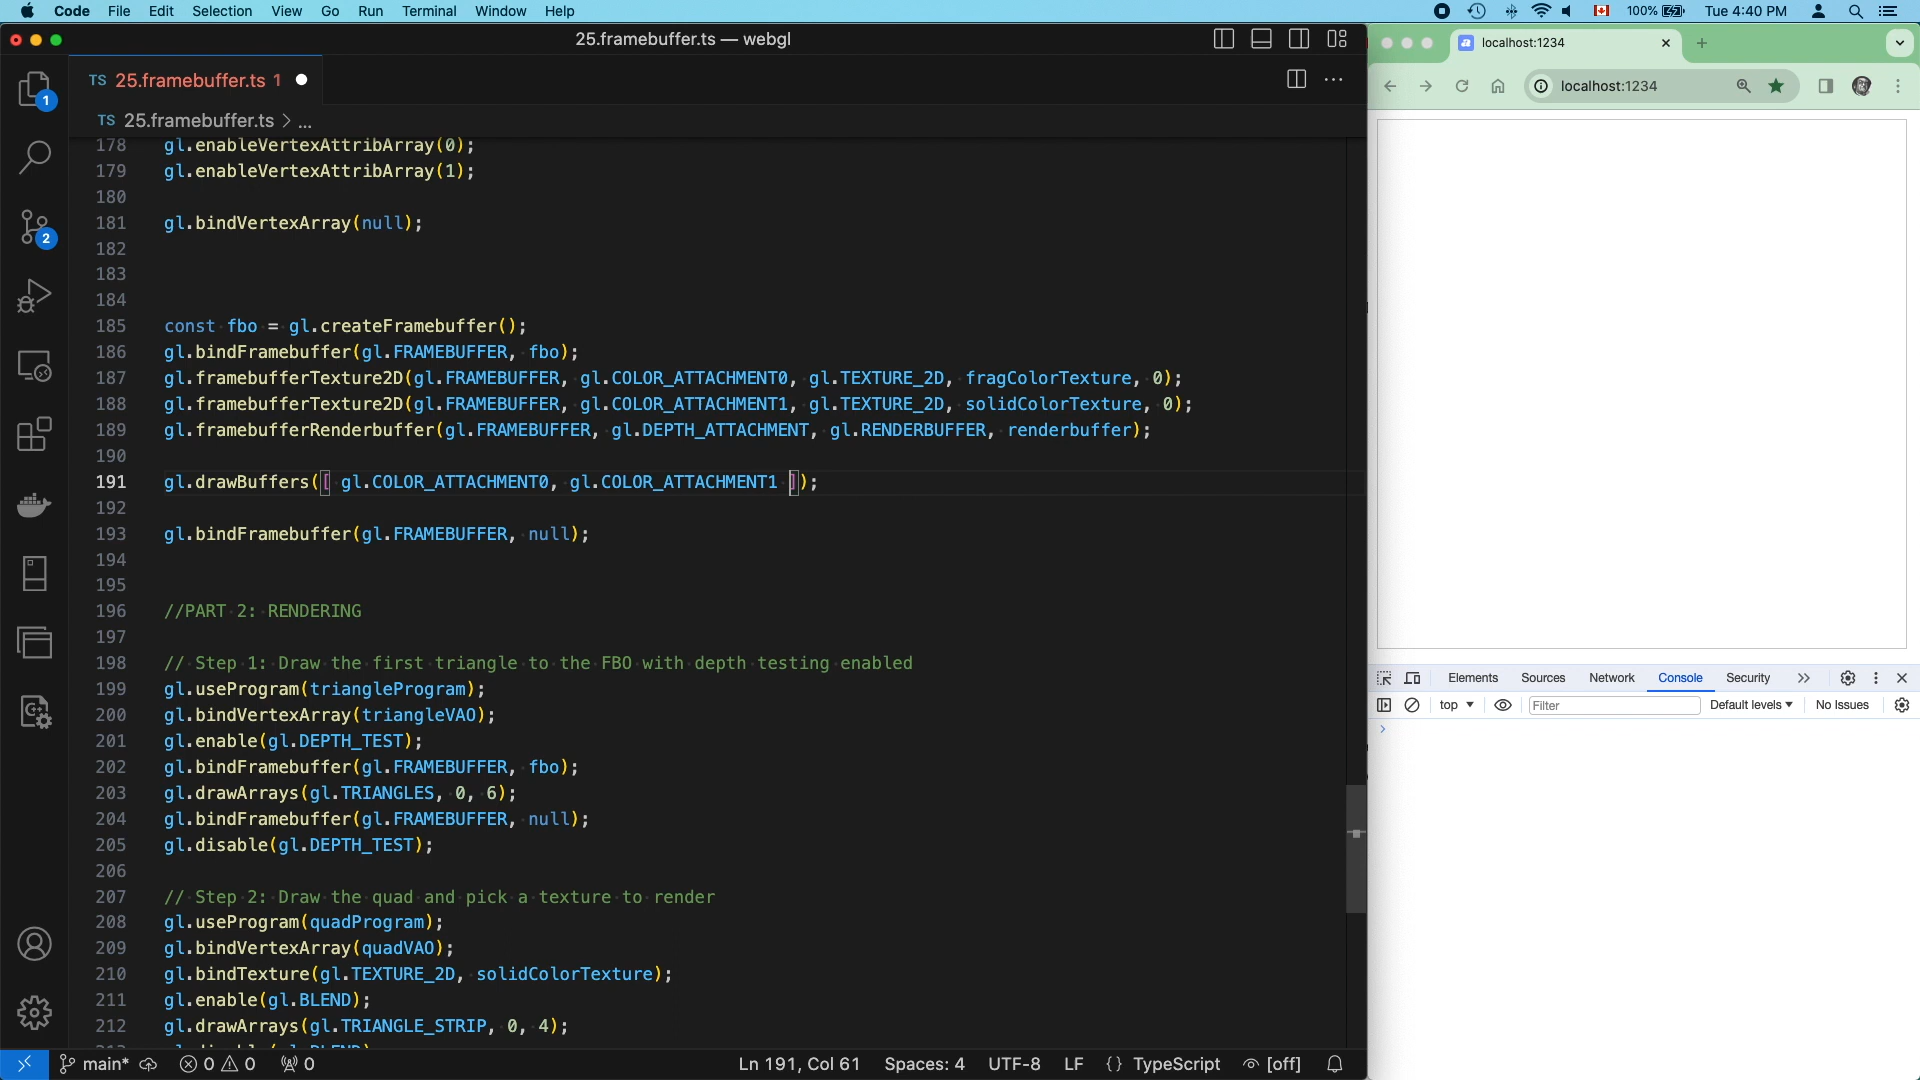 Code File Edit Selection View Go Run Terminal Window Help
100% Tue 4:40 PM
25.framebuffer.ts — webgl
localhost:1234
TS 25.framebuffer.ts 1
localhost:1234
TS 25.framebuffer.ts > ...
1
2
178 gl.enableVertexAttribArray(0);
179 gl.enableVertexAttribArray(1);
180
181 gl.bindVertexArray(null);
182
183
184
185 const fbo = gl.createFramebuffer();
186 gl.bindFramebuffer(gl.FRAMEBUFFER, fbo);
187 gl.framebufferTexture2D(gl.FRAMEBUFFER, gl.COLOR_ATTACHMENT0, gl.TEXTURE_2D, fragColorTexture, 0);
188 gl.framebufferTexture2D(gl.FRAMEBUFFER, gl.COLOR_ATTACHMENT1, gl.TEXTURE_2D, solidColorTexture, 0);
189 gl.framebufferRenderbuffer(gl.FRAMEBUFFER, gl.DEPTH_ATTACHMENT, gl.RENDERBUFFER, renderbuffer);
190
191 gl.drawBuffers([ gl.COLOR_ATTACHMENT0, gl.COLOR_ATTACHMENT1 ]);
192
193 gl.bindFramebuffer(gl.FRAMEBUFFER, null);
194
195
196 //PART 2: RENDERING
197
198 // Step 1: Draw the first triangle to the FBO with depth testing enabled
199 gl.useProgram(triangleProgram);
200 gl.bindVertexArray(triangleVAO);
201 gl.enable(gl.DEPTH_TEST);
202 gl.bindFramebuffer(gl.FRAMEBUFFER, fbo);
203 gl.drawArrays(gl.TRIANGLES, 0, 6);
204 gl.bindFramebuffer(gl.FRAMEBUFFER, null);
205 gl.disable(gl.DEPTH_TEST);
206
207 // Step 2: Draw the quad and pick a texture to render
208 gl.useProgram(quadProgram);
209 gl.bindVertexArray(quadVAO);
210 gl.bindTexture(gl.TEXTURE_2D, solidColorTexture);
211 gl.enable(gl.BLEND);
212 gl.drawArrays(gl.TRIANGLE_STRIP, 0, 4);
Elements Sources Network Console Security
top Filter Default levels No Issues
main* 0 0 0 Ln 191, Col 61 Spaces: 4 UTF-8 LF {} TypeScript [off]